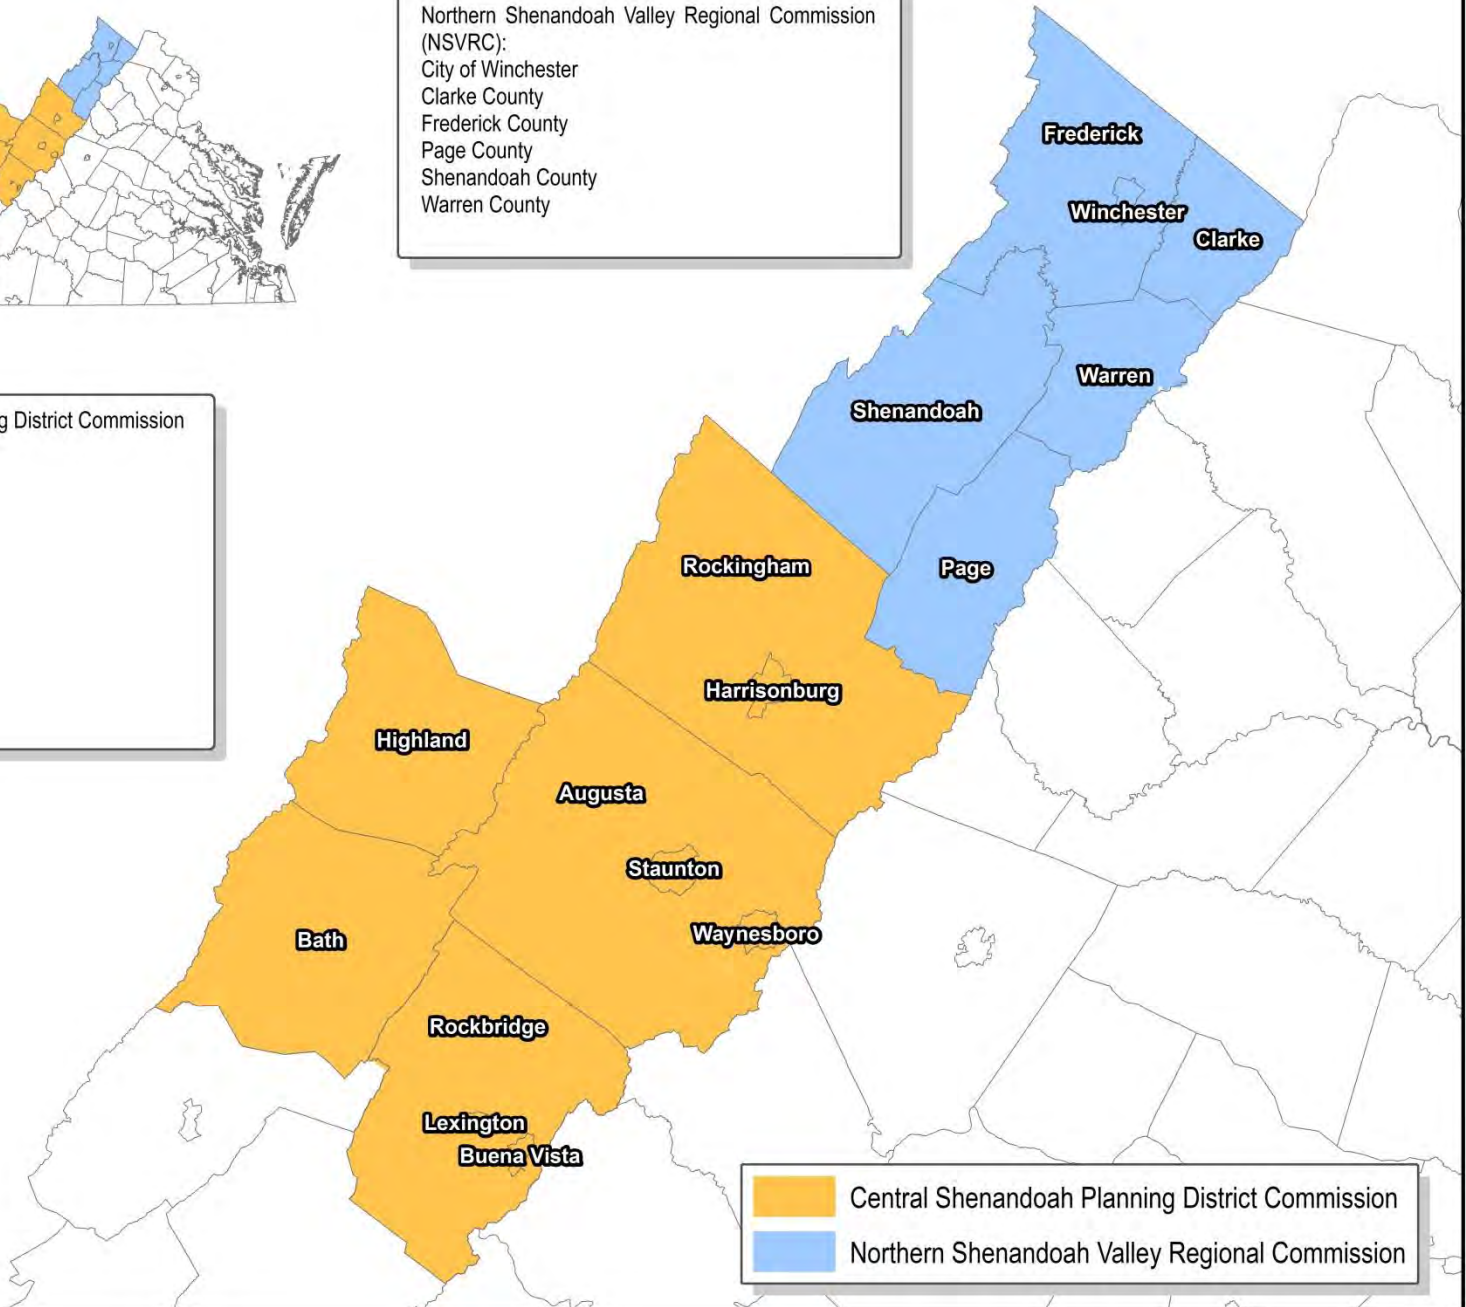 Northern Shenandoah Valley Regional Commission
(NSVRC):
City of Winchester
Clarke County
Frederick County
Page County
Shenandoah County
Warren County
g District Commission
Frederick
Winchester
Clarke
Warren
Shenandoah
Page
Rockingham
Harrisonburg
Highland
Augusta
Staunton
Waynesboro
Bath
Rockbridge
Lexington
Buena Vista
Central Shenandoah Planning District Commission
Northern Shenandoah Valley Regional Commission